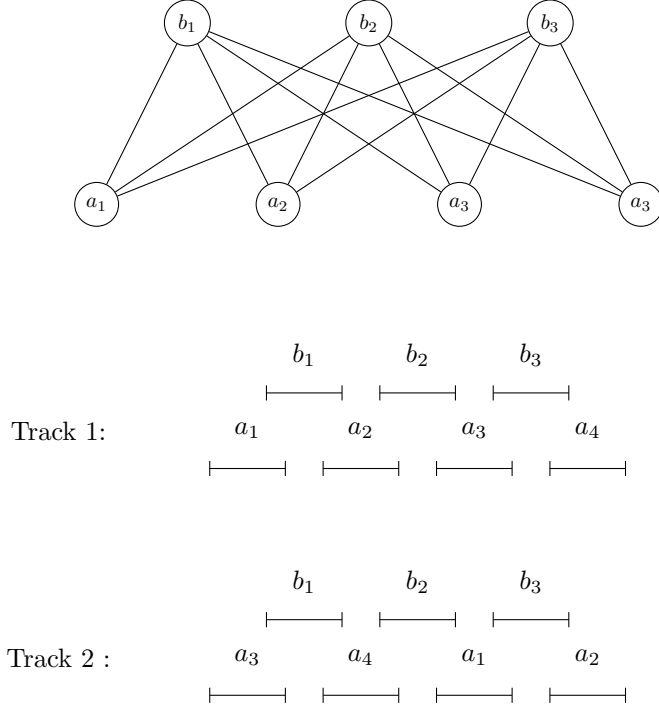 b₁ b₂ b₃
a₁ a₂ a₃ a₃
b₁ b₂ b₃
Track 1: a₁ a₂ a₃ a₄
b₁ b₂ b₃
Track 2 : a₃ a₄ a₁ a₂